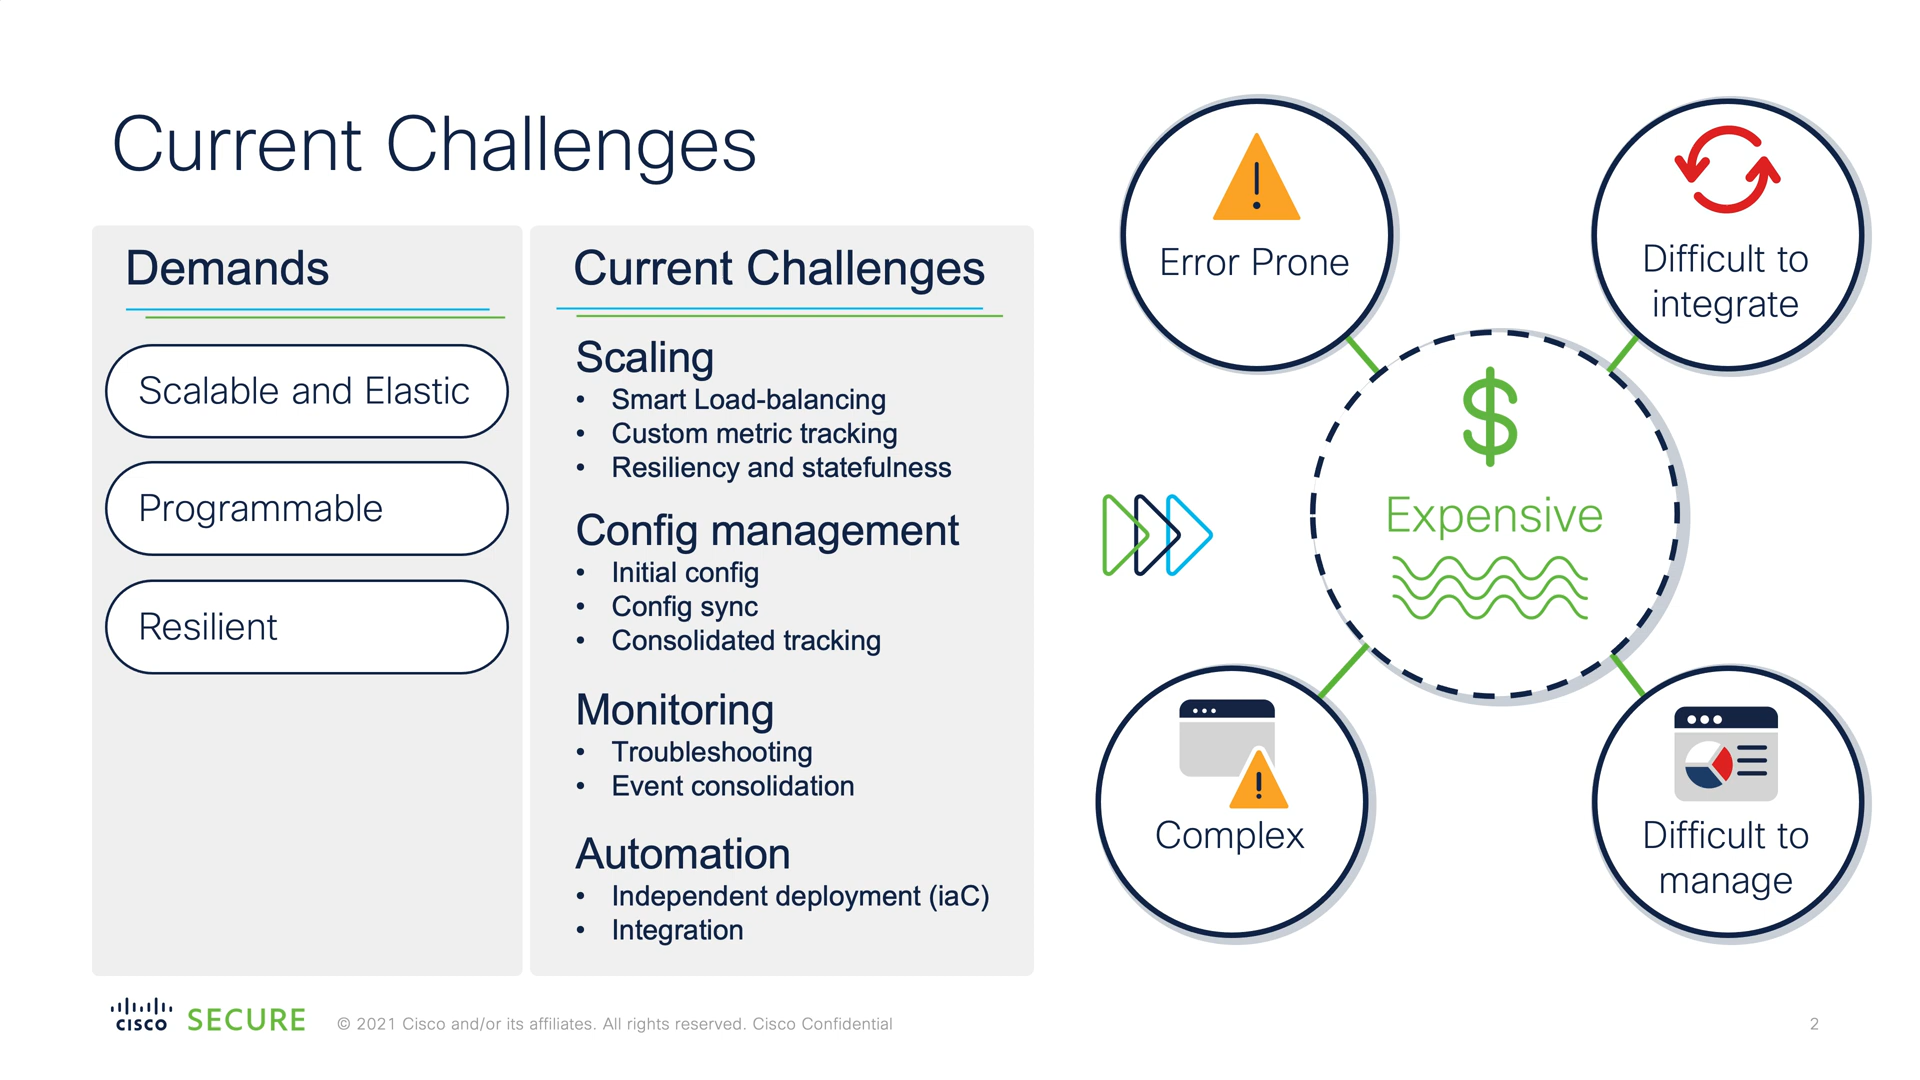 Current Challenges
Demands
Scalable and Elastic
Programmable
Resilient
Current Challenges
Scaling
• Smart Load-balancing
• Custom metric tracking
• Resiliency and statefulness
Config management
• Initial config
• Config sync
• Consolidated tracking
Monitoring
• Troubleshooting
• Event consolidation
Automation
• Independent deployment (iaC)
• Integration
Error Prone
Difficult to
integrate
$
Expensive
Complex
Difficult to
manage
CISCO SECURE
© 2021 Cisco and/or its affiliates. All rights reserved. Cisco Confidential
2